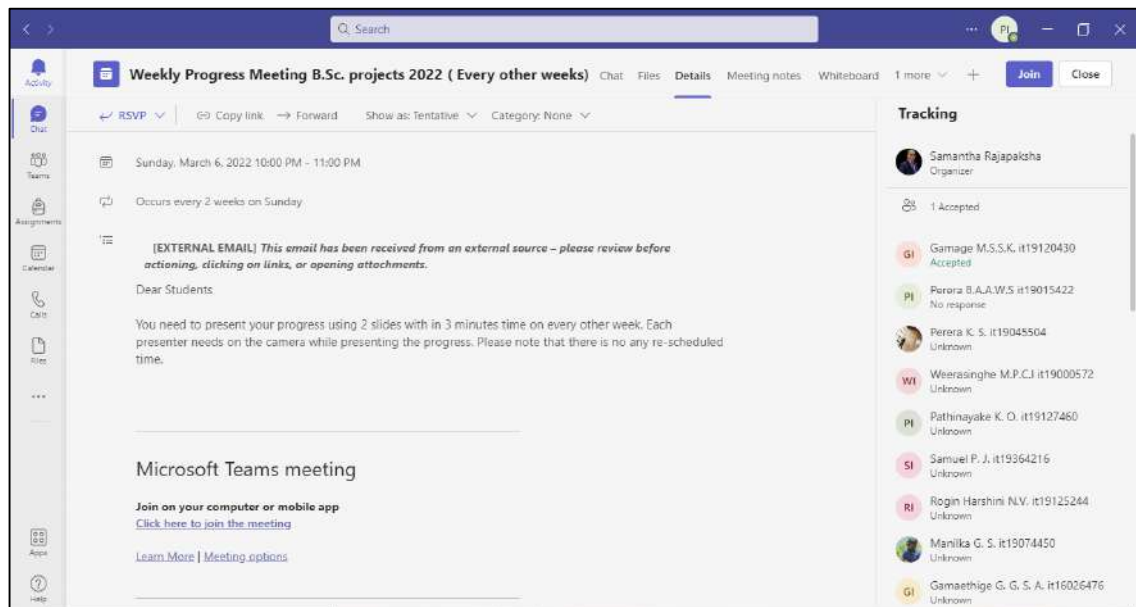 Search
PI
Activity
Chat
Teams
Assignments
Calendar
Calls
Files
Apps
Help
Weekly Progress Meeting B.Sc. projects 2022 ( Every other weeks) Chat Files Details Meeting notes Whiteboard 1 more Join Close
RSVP Copy link Forward Show as: Tentative Category: None
Sunday, March 6, 2022 10:00 PM - 11:00 PM
Occurs every 2 weeks on Sunday
[EXTERNAL EMAIL] This email has been received from an external source – please review before
actioning, clicking on links, or opening attachments.
Dear Students
You need to present your progress using 2 slides with in 3 minutes time on every other week. Each
presenter needs on the camera while presenting the progress. Please note that there is no any re-scheduled
time.
Microsoft Teams meeting
Join on your computer or mobile app
Click here to join the meeting
Learn More | Meeting options
Tracking
Samantha Rajapaksha
Organizer
1 Accepted
GI Gamage M.S.S.K. it19120430
Accepted
PI Perera B.A.A.W.S it19015422
No response
Perera K. S. it19045504
Unknown
WI Weerasinghe M.P.C.I it19000572
Unknown
PI Pathinayake K. O. it19127460
Unknown
SI Samuel P. J. it19364216
Unknown
RI Rogin Harshini N.V. it19125244
Unknown
Manilka G. S. it19074450
Unknown
GI Gamaethige G. G. S. A. it16026476
Unknown